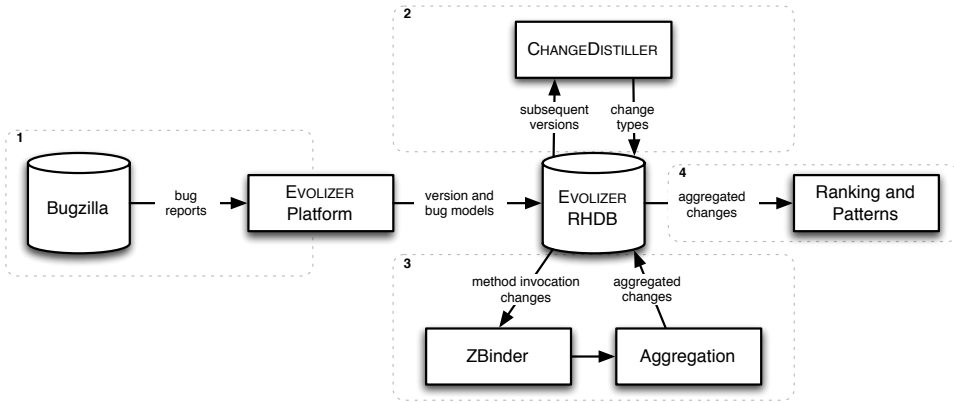 2
CHANGEDISTILLER
subsequent
versions
change
types
1
Bugzilla
bug
reports
EVOLIZER
Platform
version and
bug models
EVOLIZER
RHDB
4
aggregated
changes
Ranking and
Patterns
3
method invocation
changes
aggregated
changes
ZBinder
Aggregation